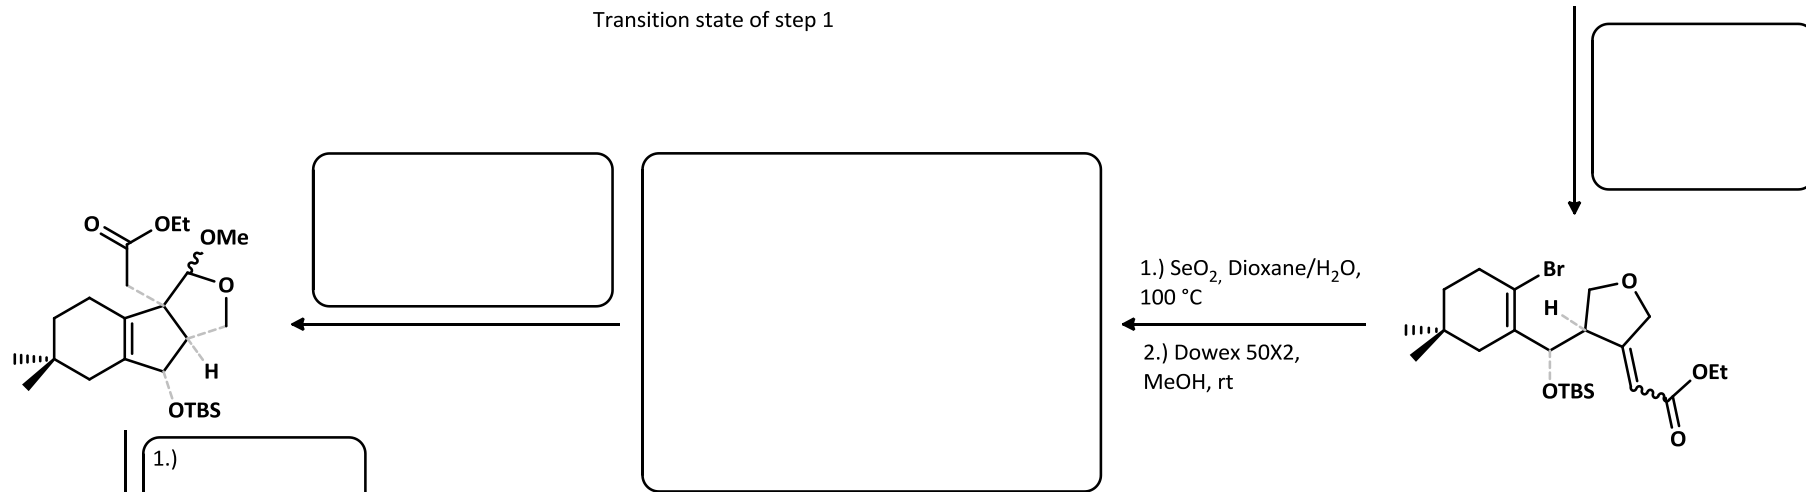 Transition state of step 1
O
OEt
OMe
O
H
OTBS
1.) SeO2, Dioxane/H2O,
100 °C
2.) Dowex 50X2,
MeOH, rt
Br
O
H
OTBS
OEt
O
1.)